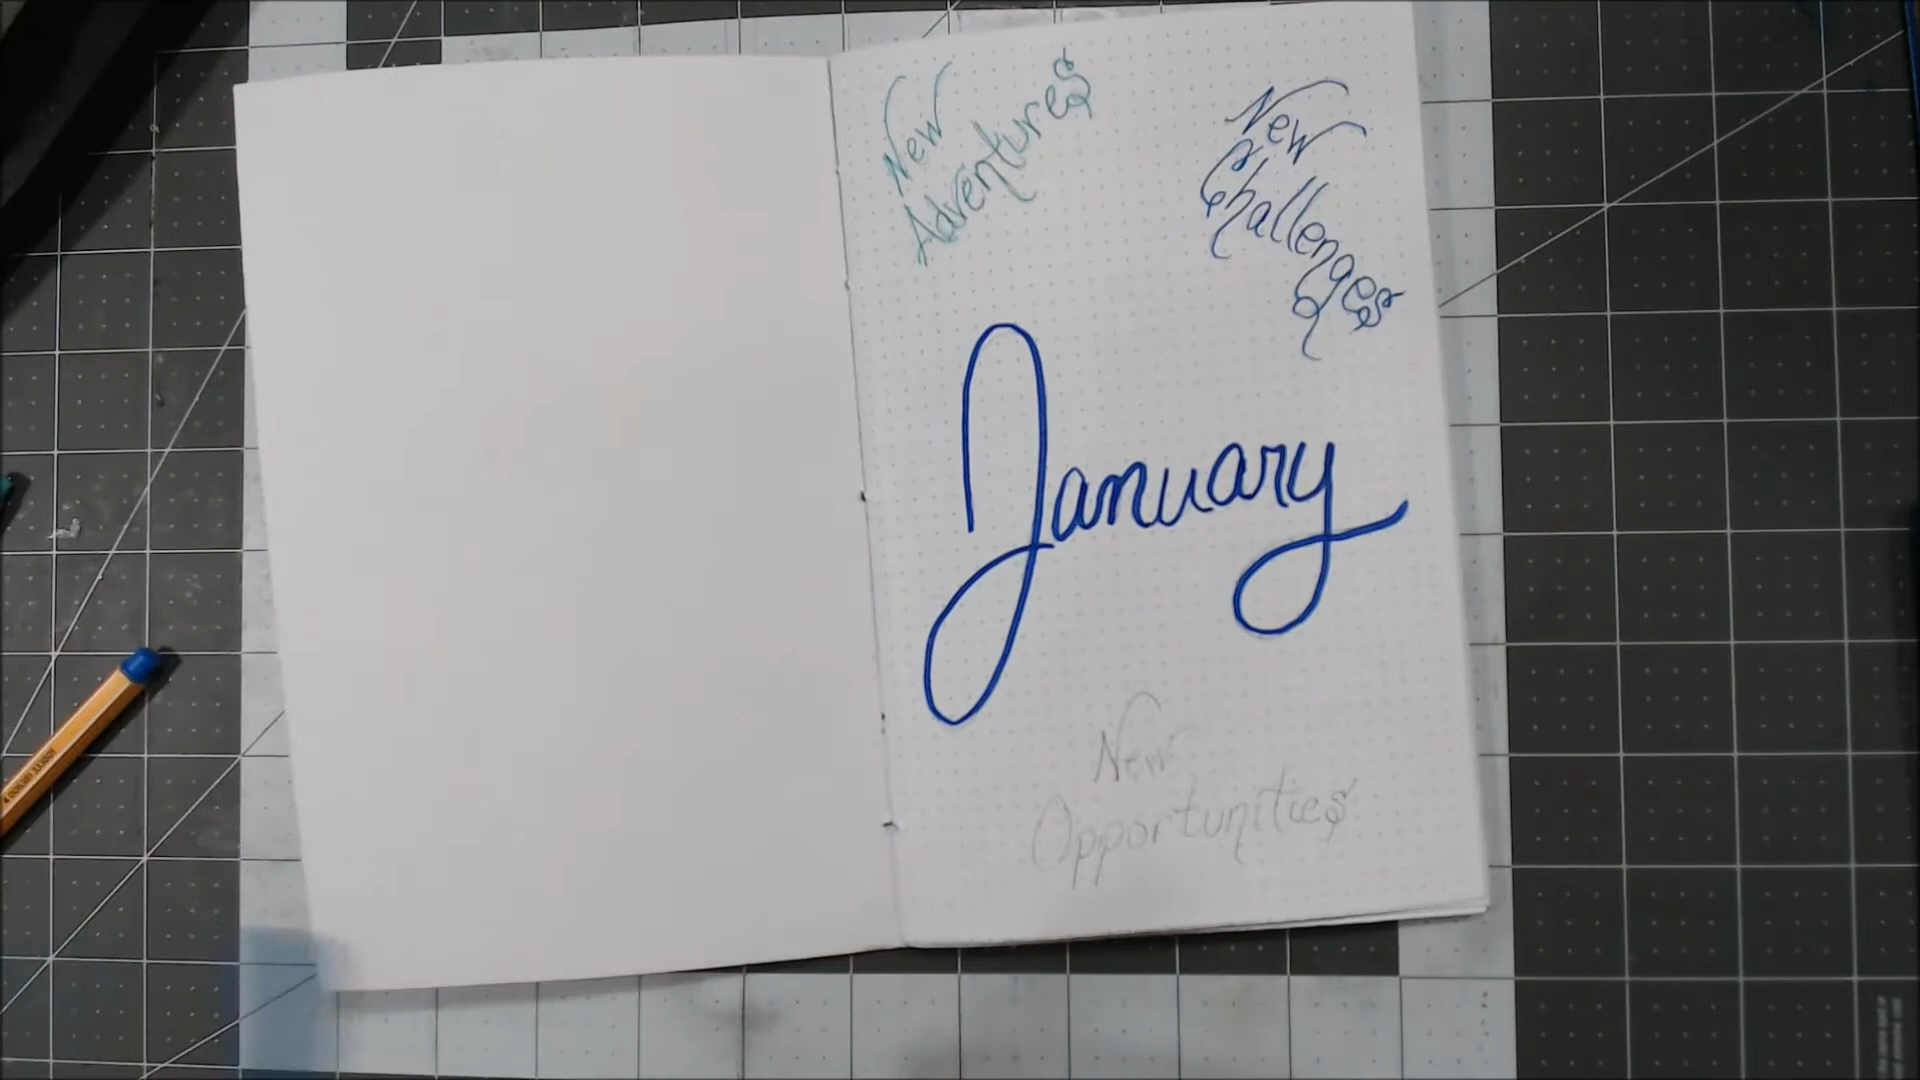 New
Adventures
New
Challenges
January
New
Opportunities